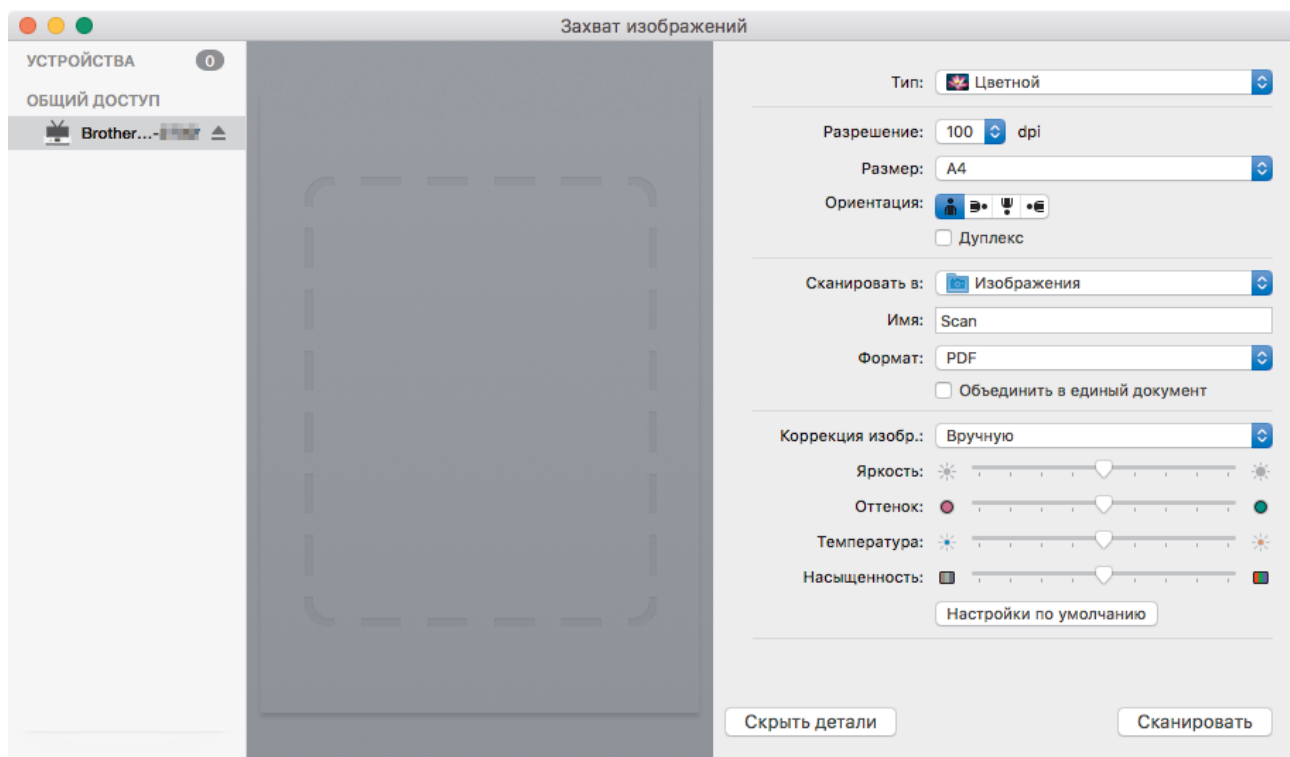 Захват изображений
УСТРОЙСТВА 0
ОБЩИЙ ДОСТУП
Brother...-
Тип: Цветной
Разрешение: 100 dpi
Размер: A4
Ориентация:
Дуплекс
Сканировать в: Изображения
Имя: Scan
Формат: PDF
Объединить в единый документ
Коррекция изобр.: Вручную
Яркость:
Оттенок:
Температура:
Насыщенность:
Настройки по умолчанию
Скрыть детали Сканировать